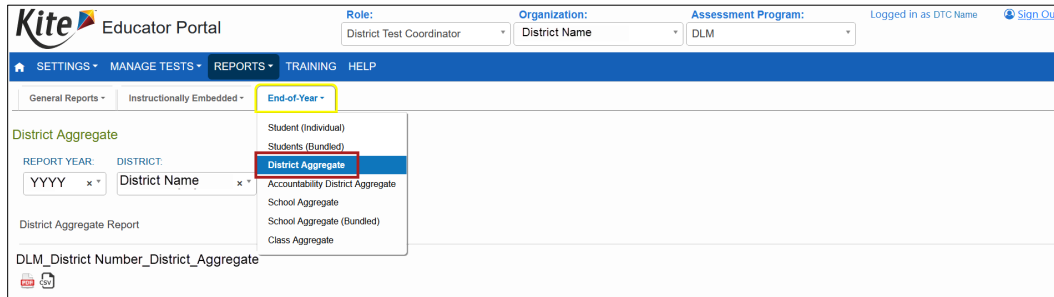 Kite Educator Portal
Role: Organization: Assessment Program: Logged in as DTC Name Sign Ou
District Test Coordinator District Name DLM
SETTINGS MANAGE TESTS REPORTS TRAINING HELP
General Reports Instructionally Embedded End-of-Year
Student (Individual)
Students (Bundled)
District Aggregate
Accountability District Aggregate
School Aggregate
School Aggregate (Bundled)
Class Aggregate
District Aggregate
REPORT YEAR: DISTRICT:
YYYY × District Name ×
District Aggregate Report
DLM_District Number_District_Aggregate
PDF CSV